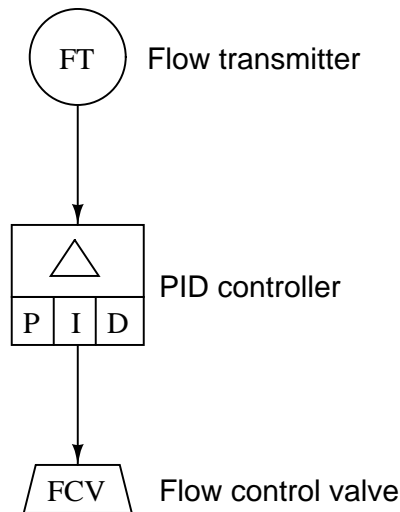 FT Flow transmitter
PID controller
P I D
FCV Flow control valve